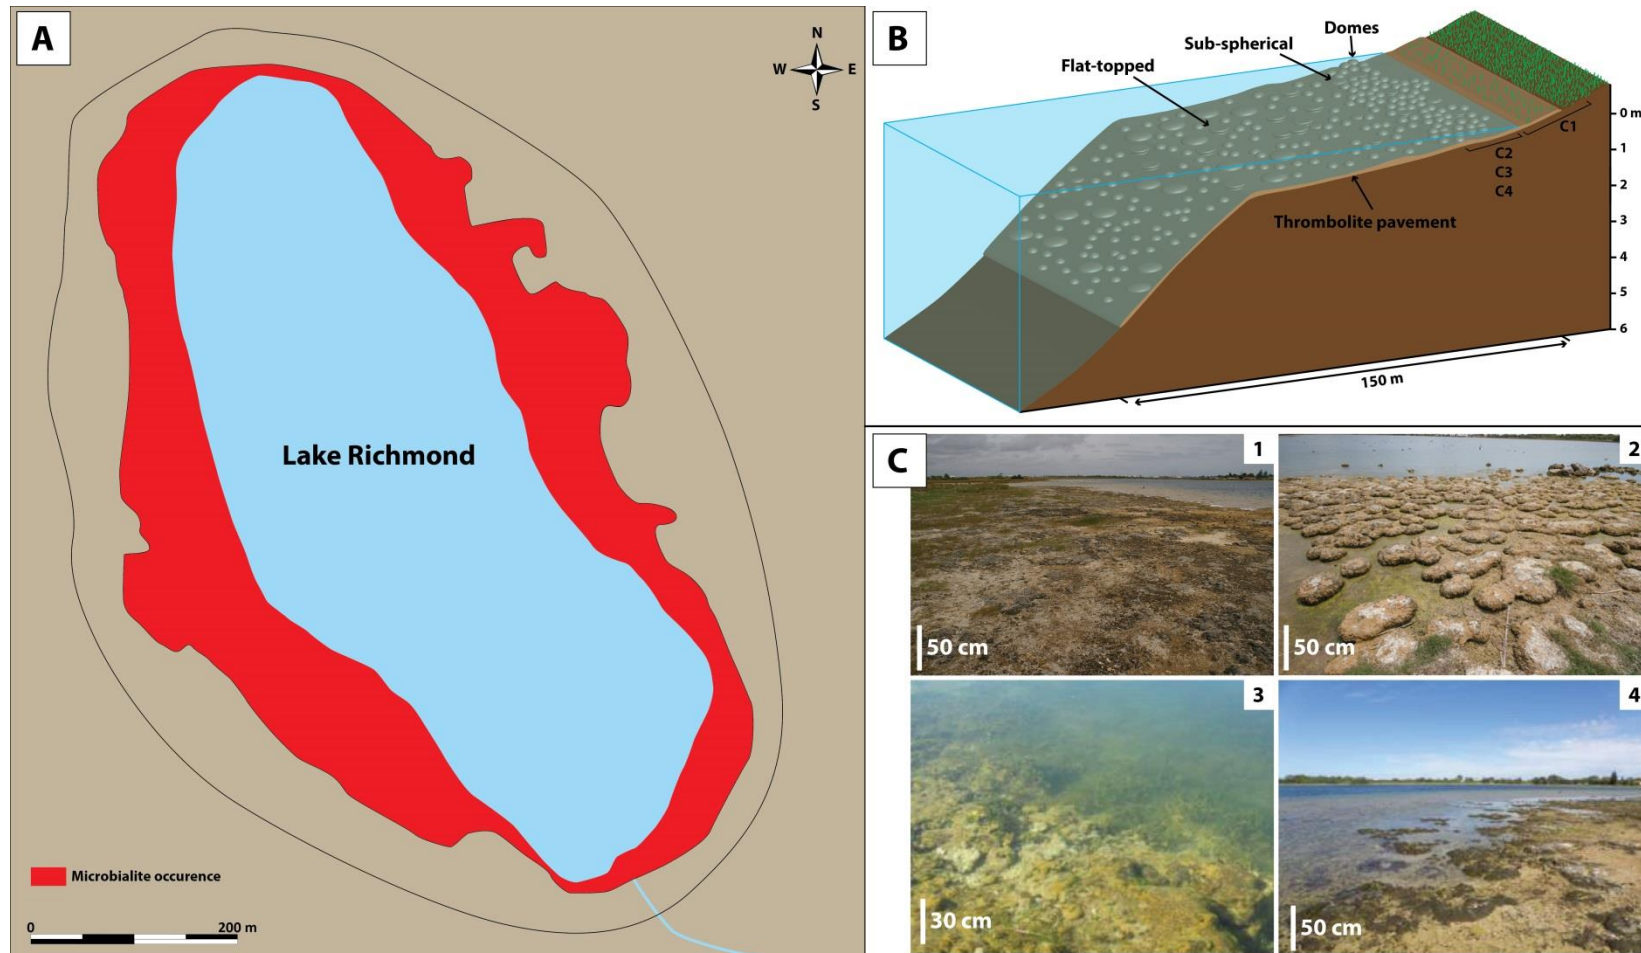 A
N
W E
S
Lake Richmond
Microbialite occurence
0 200 m
B
Domes
Sub-spherical
Flat-topped
0 m
C1
1
C2
C3
C4
2
Thrombolite pavement
3
4
5
6
150 m
C
1
50 cm
2
50 cm
3
30 cm
4
50 cm